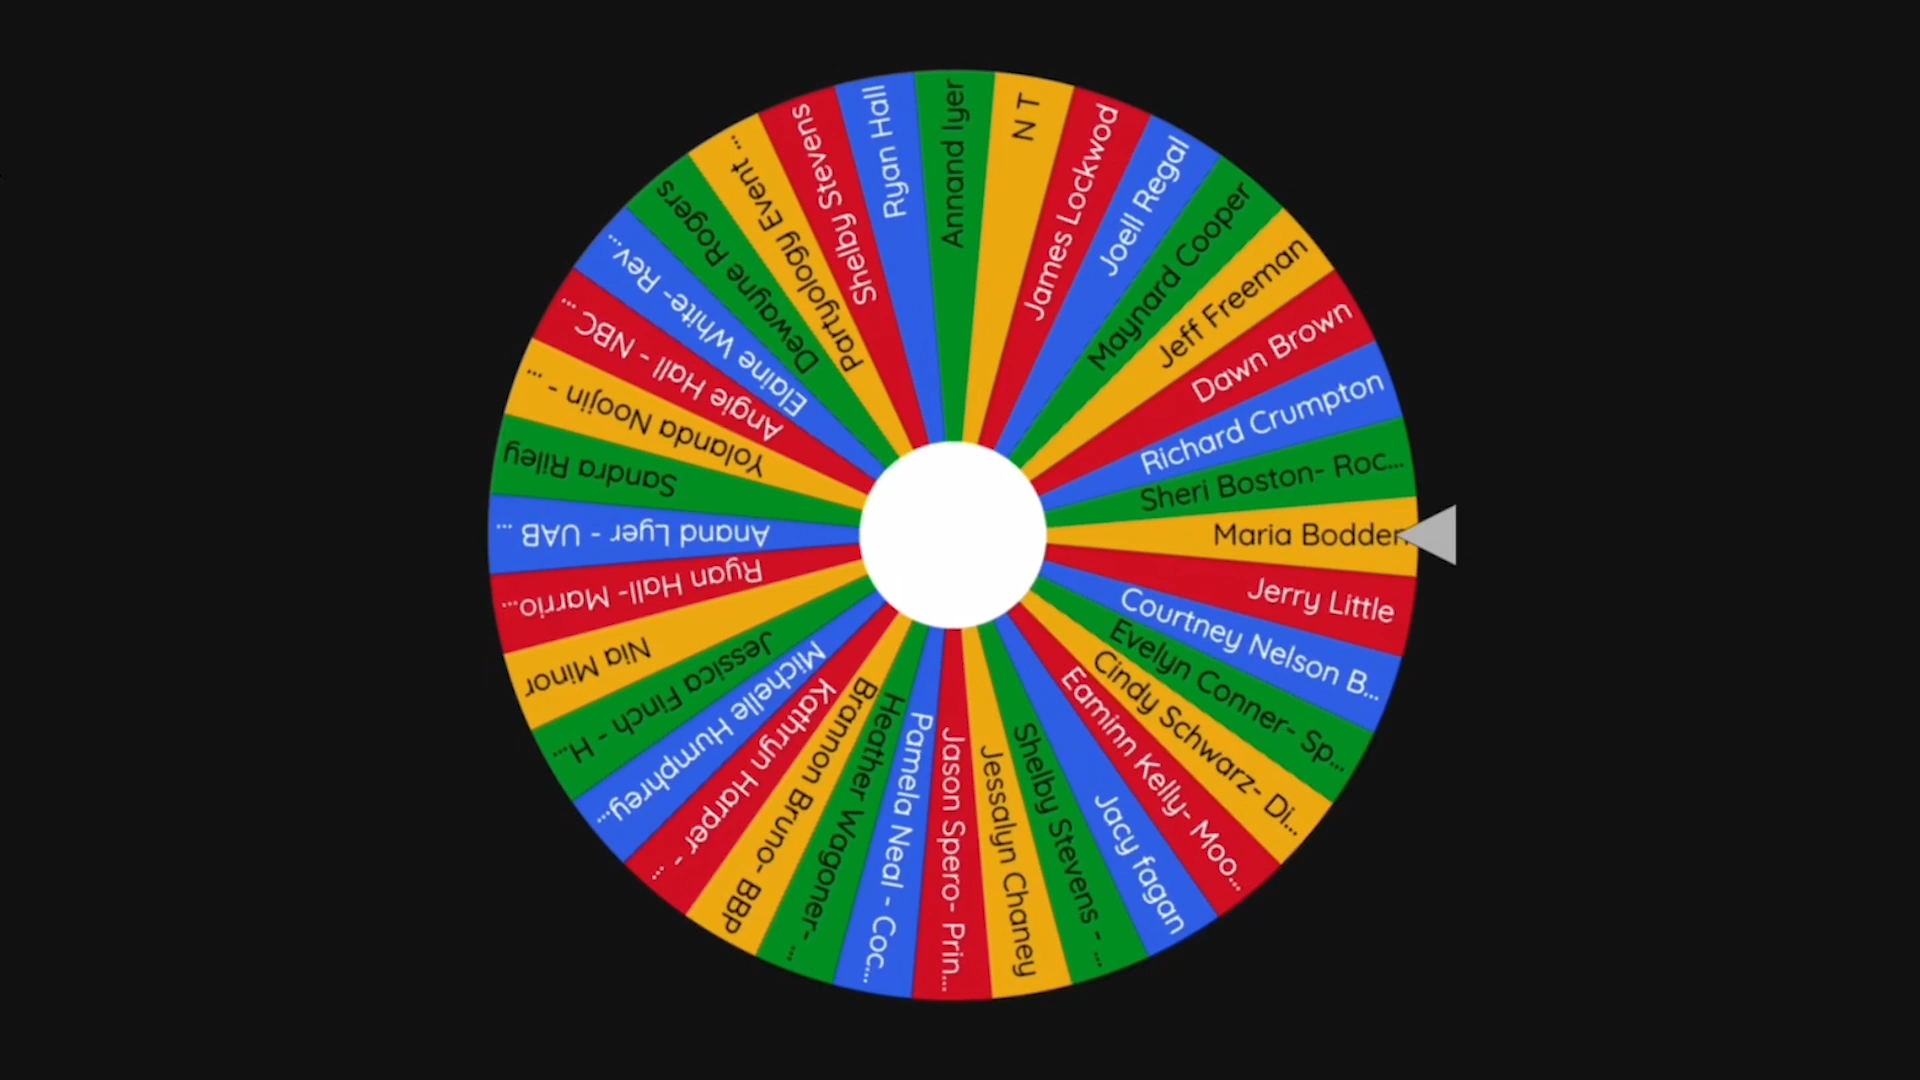 Annand Iyer
N T
James Lockwod
Joell Regal
Maynard Cooper
Jeff Freeman
Dawn Brown
Richard Crumpton
Sheri Boston- Roc...
Maria Bodden
Jerry Little
Courtney Nelson B...
Evelyn Conner- Sp...
Cindy Schwarz- Di...
Eaminn Kelly- Moo...
Jacy fagan
Shelby Stevens - ...
Jessalyn Chaney
Jason Spero- Prin...
Pamela Neal - Coc...
Heather Wagoner- ...
Brannon Bruno- BBP
Kathryn Harper - ...
Michelle Humphrey...
Jessica Finch - H...
Nia Minor
Ryan Hall- Marrio...
Anand Lyer - UAB ...
Sandra Riley
Yolanda Noojin - ...
Angie Hall - NBC ...
Elaine White- Rev...
Dewayne Rogers
Partyology Event ...
Shelby Stevens
Ryan Hall